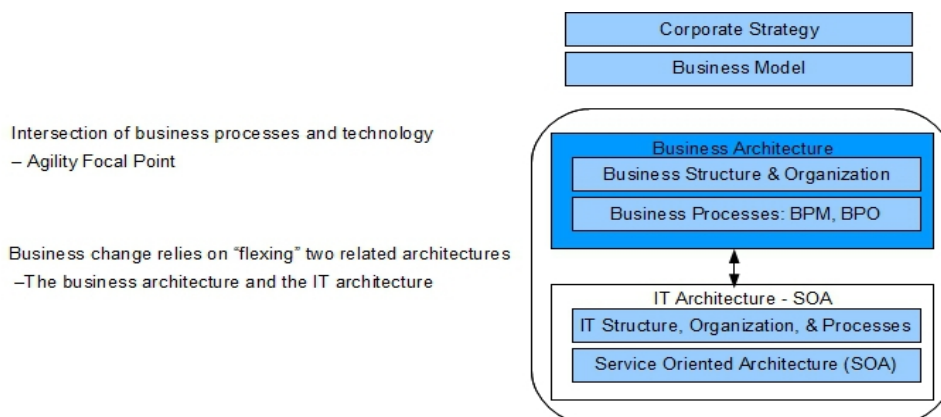 Corporate Strategy
Business Model
Intersection of business processes and technology
– Agility Focal Point
Business change relies on “flexing” two related architectures
–The business architecture and the IT architecture
Business Architecture
Business Structure & Organization
Business Processes: BPM, BPO
IT Architecture - SOA
IT Structure, Organization, & Processes
Service Oriented Architecture (SOA)